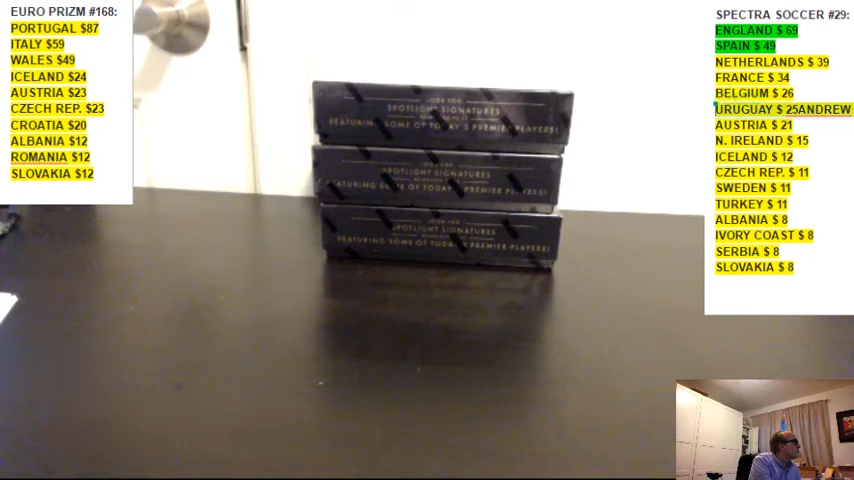 EURO PRIZM #168:
PORTUGAL $87
ITALY $59
WALES $49
ICELAND $24
AUSTRIA $23
CZECH REP. $23
CROATIA $20
ALBANIA $12
ROMANIA $12
SLOVAKIA $12
LOOK FOR
SPOTLIGHT SIGNATURES
FEATURING SOME OF TODAY'S PREMIER PLAYERS!
SPOTLIGHT SIGNATURES
FEATURING SOME OF TODAY'S PREMIER PLAYERS!
LOOK FOR
SPOTLIGHT SIGNATURES
FEATURING SOME OF TODAY'S PREMIER PLAYERS!
SPECTRA SOCCER #29:
ENGLAND $ 69
SPAIN $ 49
NETHERLANDS $ 39
FRANCE $ 34
BELGIUM $ 26
URUGUAY $ 25ANDREW
AUSTRIA $ 21
N. IRELAND $ 15
ICELAND $ 12
CZECH REP. $ 11
SWEDEN $ 11
TURKEY $ 11
ALBANIA $ 8
IVORY COAST $ 8
SERBIA $ 8
SLOVAKIA $ 8